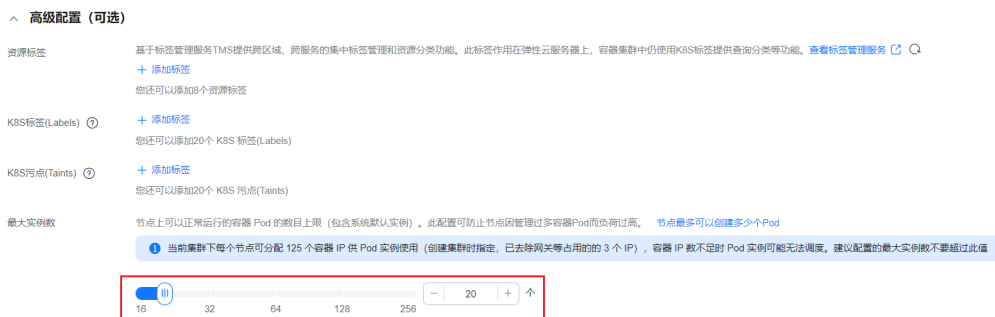 高级配置（可选）
资源标签
基于标签管理服务TMS提供跨区域、跨服务的集中标签管理和资源分类功能。此标签作用在弹性云服务器上，容器集群中仍使用K8S标签提供查询分类等功能。查看标签管理服务
＋ 添加标签
您还可以添加8个资源标签
K8S标签(Labels) ?
＋ 添加标签
您还可以添加20个 K8S 标签(Labels)
K8S污点(Taints) ?
＋ 添加标签
您还可以添加20个 K8S 污点(Taints)
最大实例数
节点上可以正常运行的容器 Pod 的数目上限（包含系统默认实例）。此配置可防止节点因管理过多容器Pod而负荷过高。 节点最多可以创建多少个Pod
当前集群下每个节点可分配 125 个容器 IP 供 Pod 实例使用（创建集群时指定，已去除网关等占用的的 3 个 IP），容器 IP 数不足时 Pod 实例可能无法调度。建议配置的最大实例数不要超过此值
− 20 + 个
16 32 64 128 256